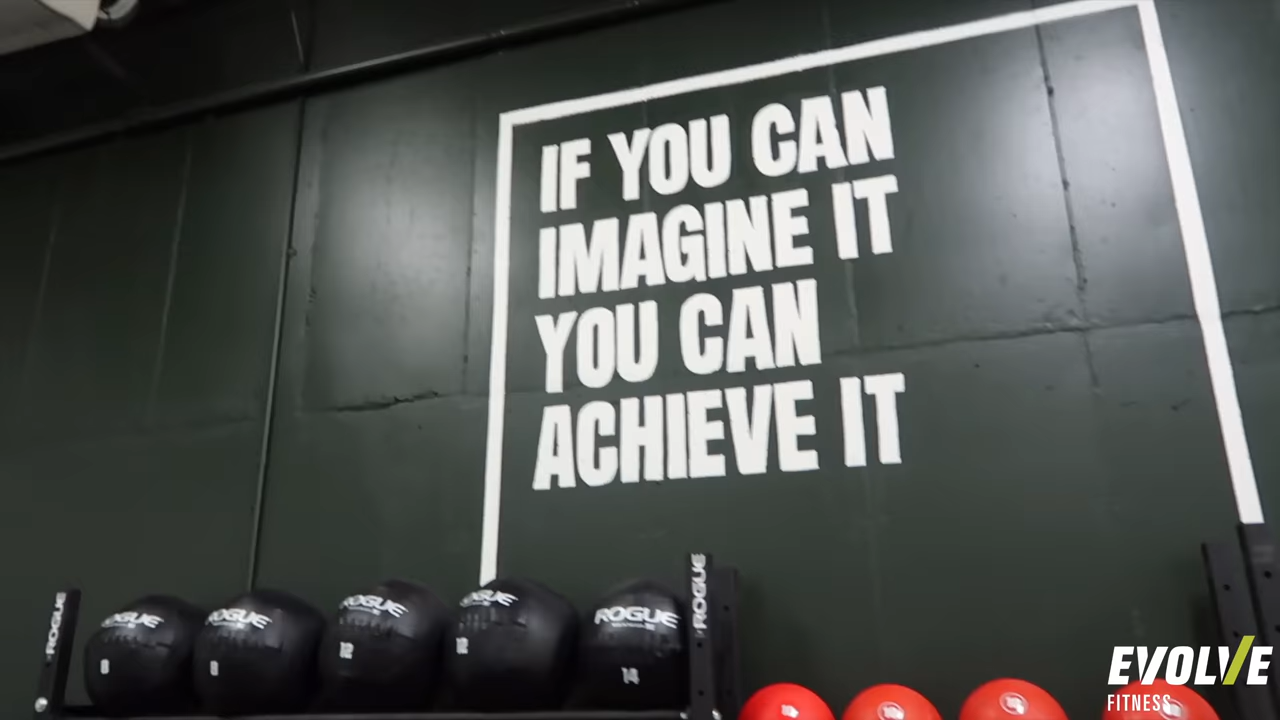 IF YOU CAN
IMAGINE IT
YOU CAN
ACHIEVE IT
ROGUE
ROGUE
8
ROGUE
8
ROGUE
12
ROGUE
12
ROGUE
14
ROGUE
EVOLVE
FITNESS